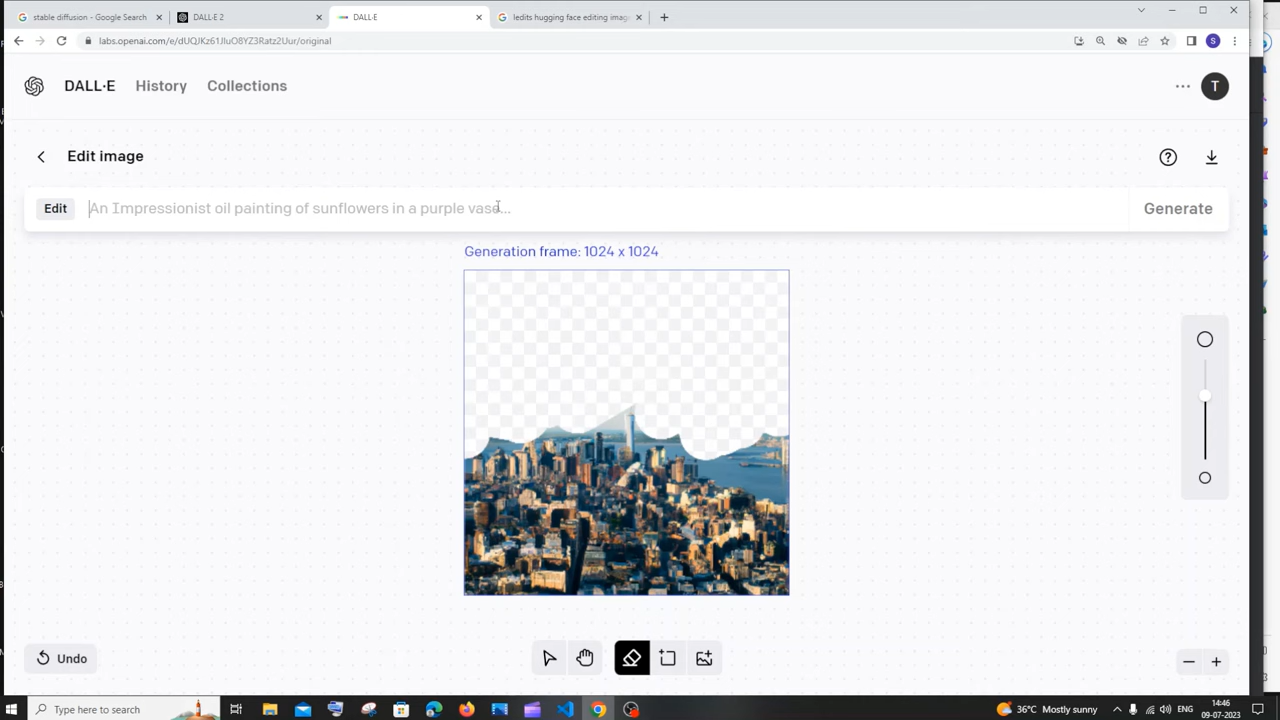 stable diffusion - Google Search
DALL·E 2
DALL·E
ledits hugging face editing imag
labs.openai.com/e/dUQJKz61JluO8YZ3Ratz2Uur/original
S
DALL·E
History
Collections
T
Edit image
Edit
An Impressionist oil painting of sunflowers in a purple vase...
Generate
Generation frame: 1024 x 1024
Undo
Type here to search
36°C Mostly sunny
ENG
14:46
09-07-2023